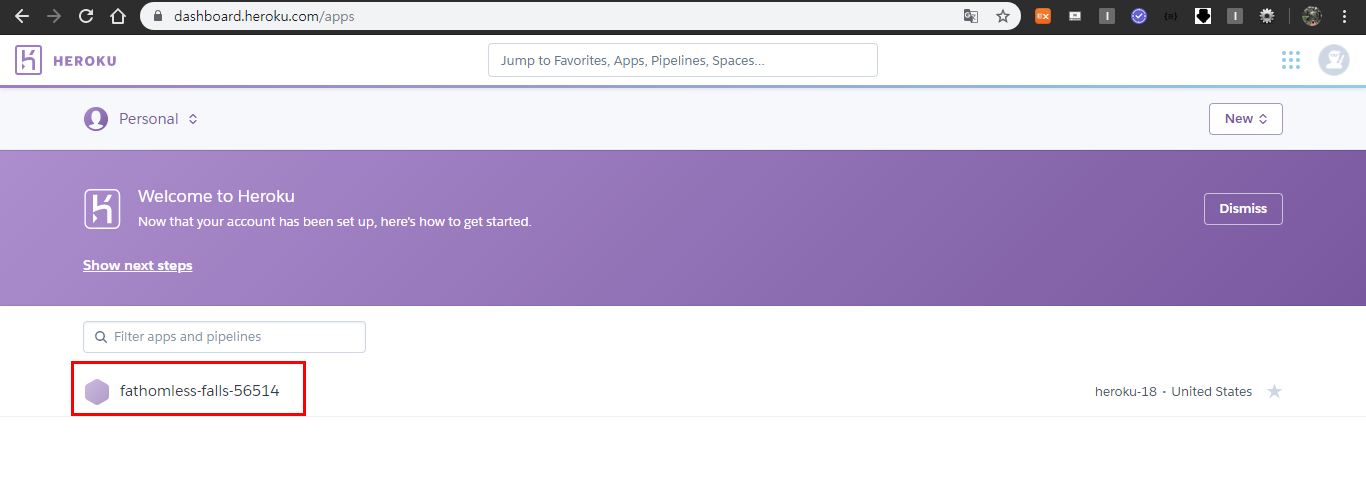 dashboard.heroku.com/apps
HEROKU
Jump to Favorites, Apps, Pipelines, Spaces...
Personal
New
Welcome to Heroku
Now that your account has been set up, here's how to get started.
Dismiss
Show next steps
Filter apps and pipelines
fathomless-falls-56514
heroku-18 • United States